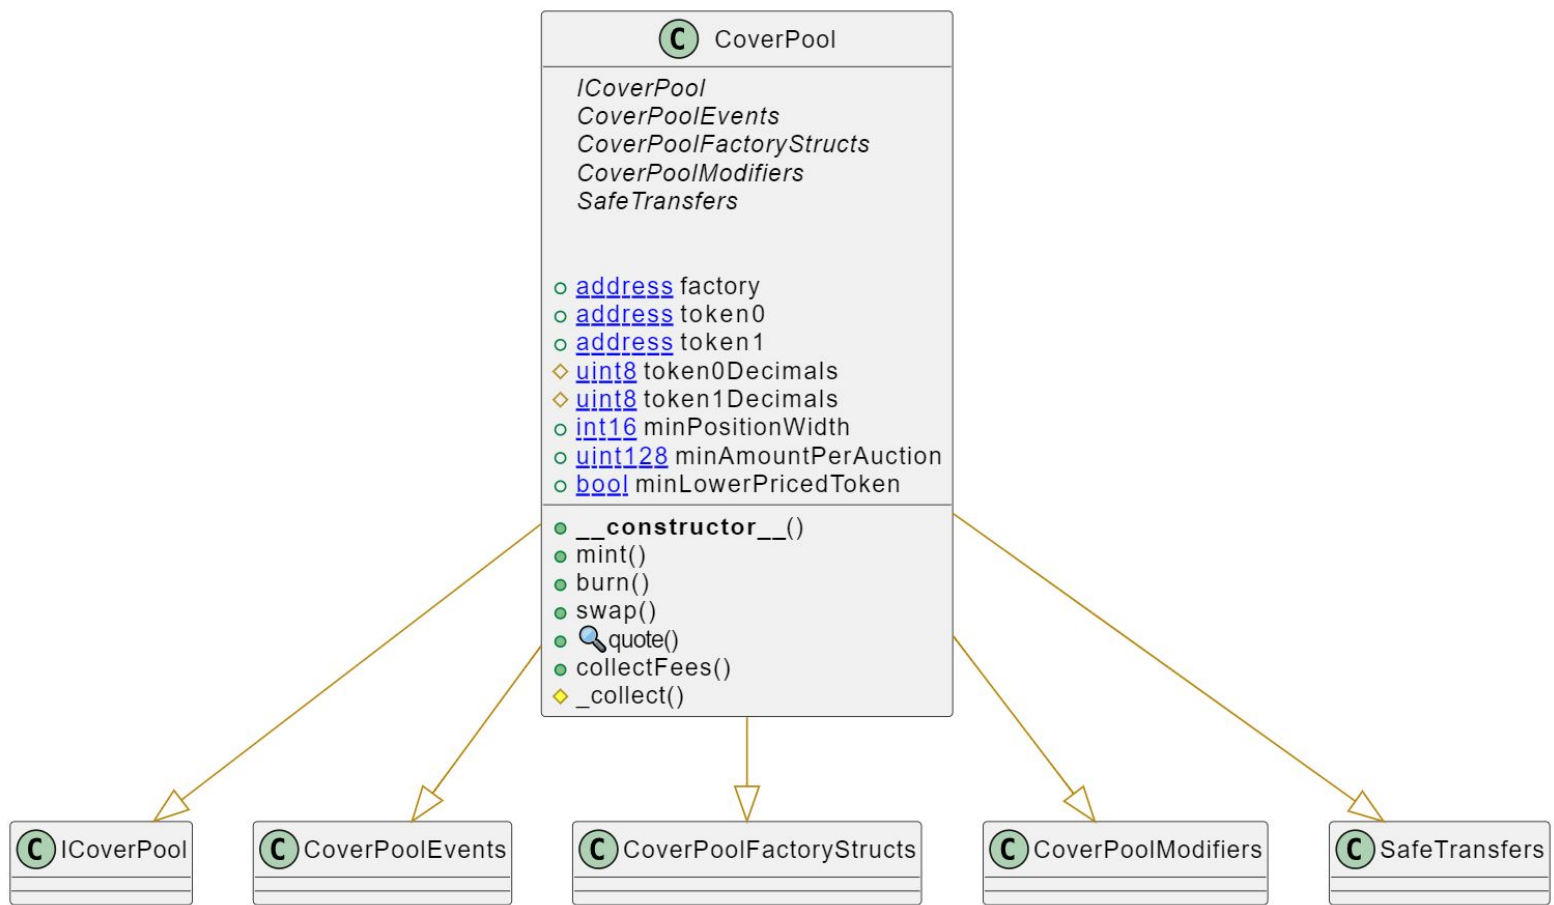 C CoverPool
ICoverPool
CoverPoolEvents
CoverPoolFactoryStructs
CoverPoolModifiers
SafeTransfers
address factory
address token0
address token1
uint8 token0Decimals
uint8 token1Decimals
int16 minPositionWidth
uint128 minAmountPerAuction
bool minLowerPricedToken
__constructor__()
mint()
burn()
swap()
🔍quote()
collectFees()
_collect()
C ICoverPool
C CoverPoolEvents
C CoverPoolFactoryStructs
C CoverPoolModifiers
C SafeTransfers